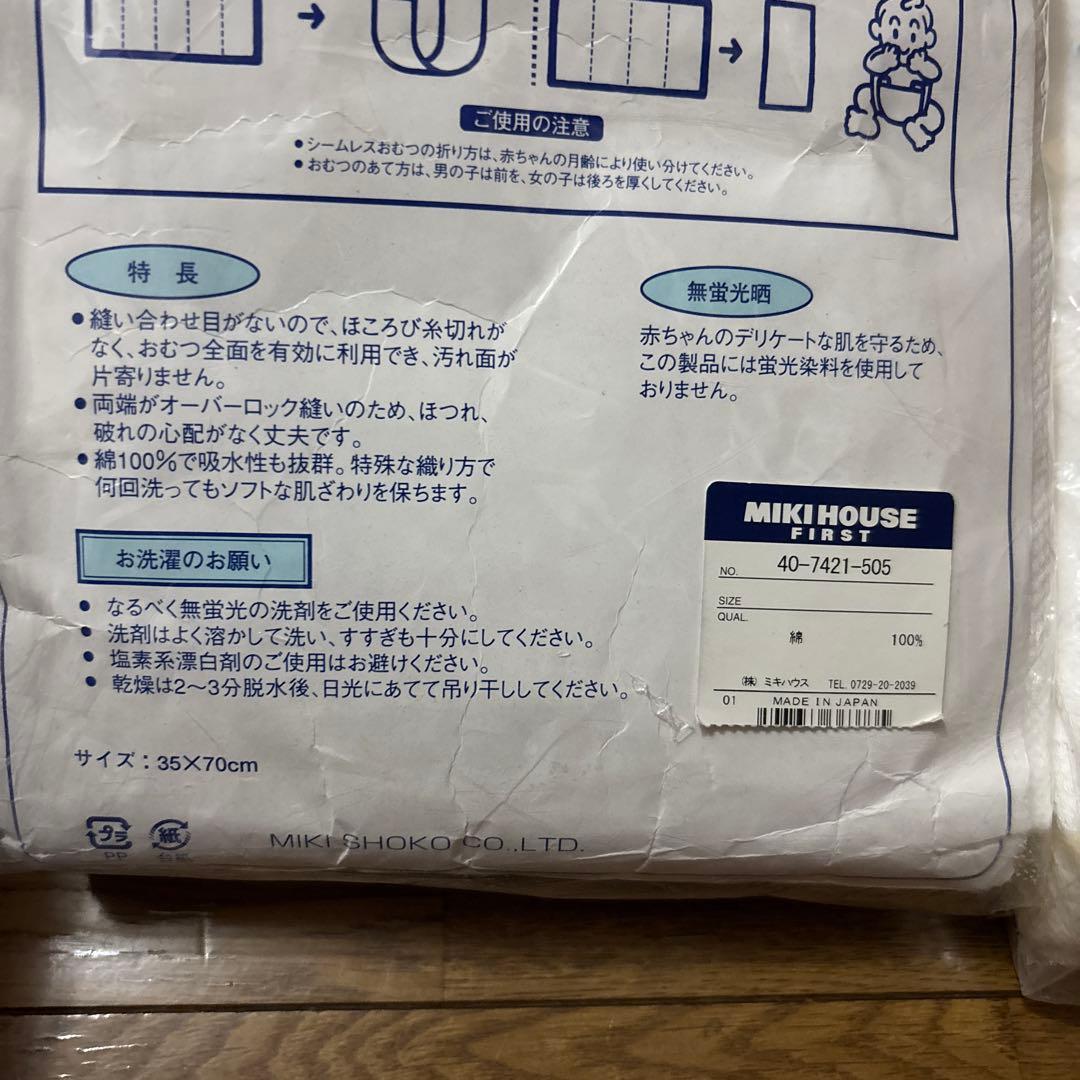 ご使用の注意
●シームレスおむつの折り方は、赤ちゃんの月齢により使い分けてください。
●おむつのあて方は、男の子は前を、女の子は後ろを厚くしてください。
特長
●縫い合わせ目がないので、ほころび糸切れが
なく、おむつ全面を有効に利用でき、汚れ面が
片寄りません。
●両端がオーバーロック縫いのため、ほつれ、
破れの心配がなく丈夫です。
●綿100%で吸水性も抜群。特殊な織り方で
何回洗ってもソフトな肌ざわりを保ちます。
無蛍光晒
赤ちゃんのデリケートな肌を守るため、
この製品には蛍光染料を使用して
おりません。
お洗濯のお願い
●なるべく無蛍光の洗剤をご使用ください。
●洗剤はよく溶かして洗い、すすぎも十分にしてください。
●塩素系漂白剤のご使用はお避けください。
●乾燥は2〜3分脱水後、日光にあてて吊り干ししてください。
サイズ：35×70cm
プラ
PP
紙
台紙
MIKI SHOKO CO.,LTD.
MIKI HOUSE
FIRST
NO. 40-7421-505
SIZE
QUAL.
綿 100%
(株) ミキハウス TEL. 0729-20-2039
01 MADE IN JAPAN